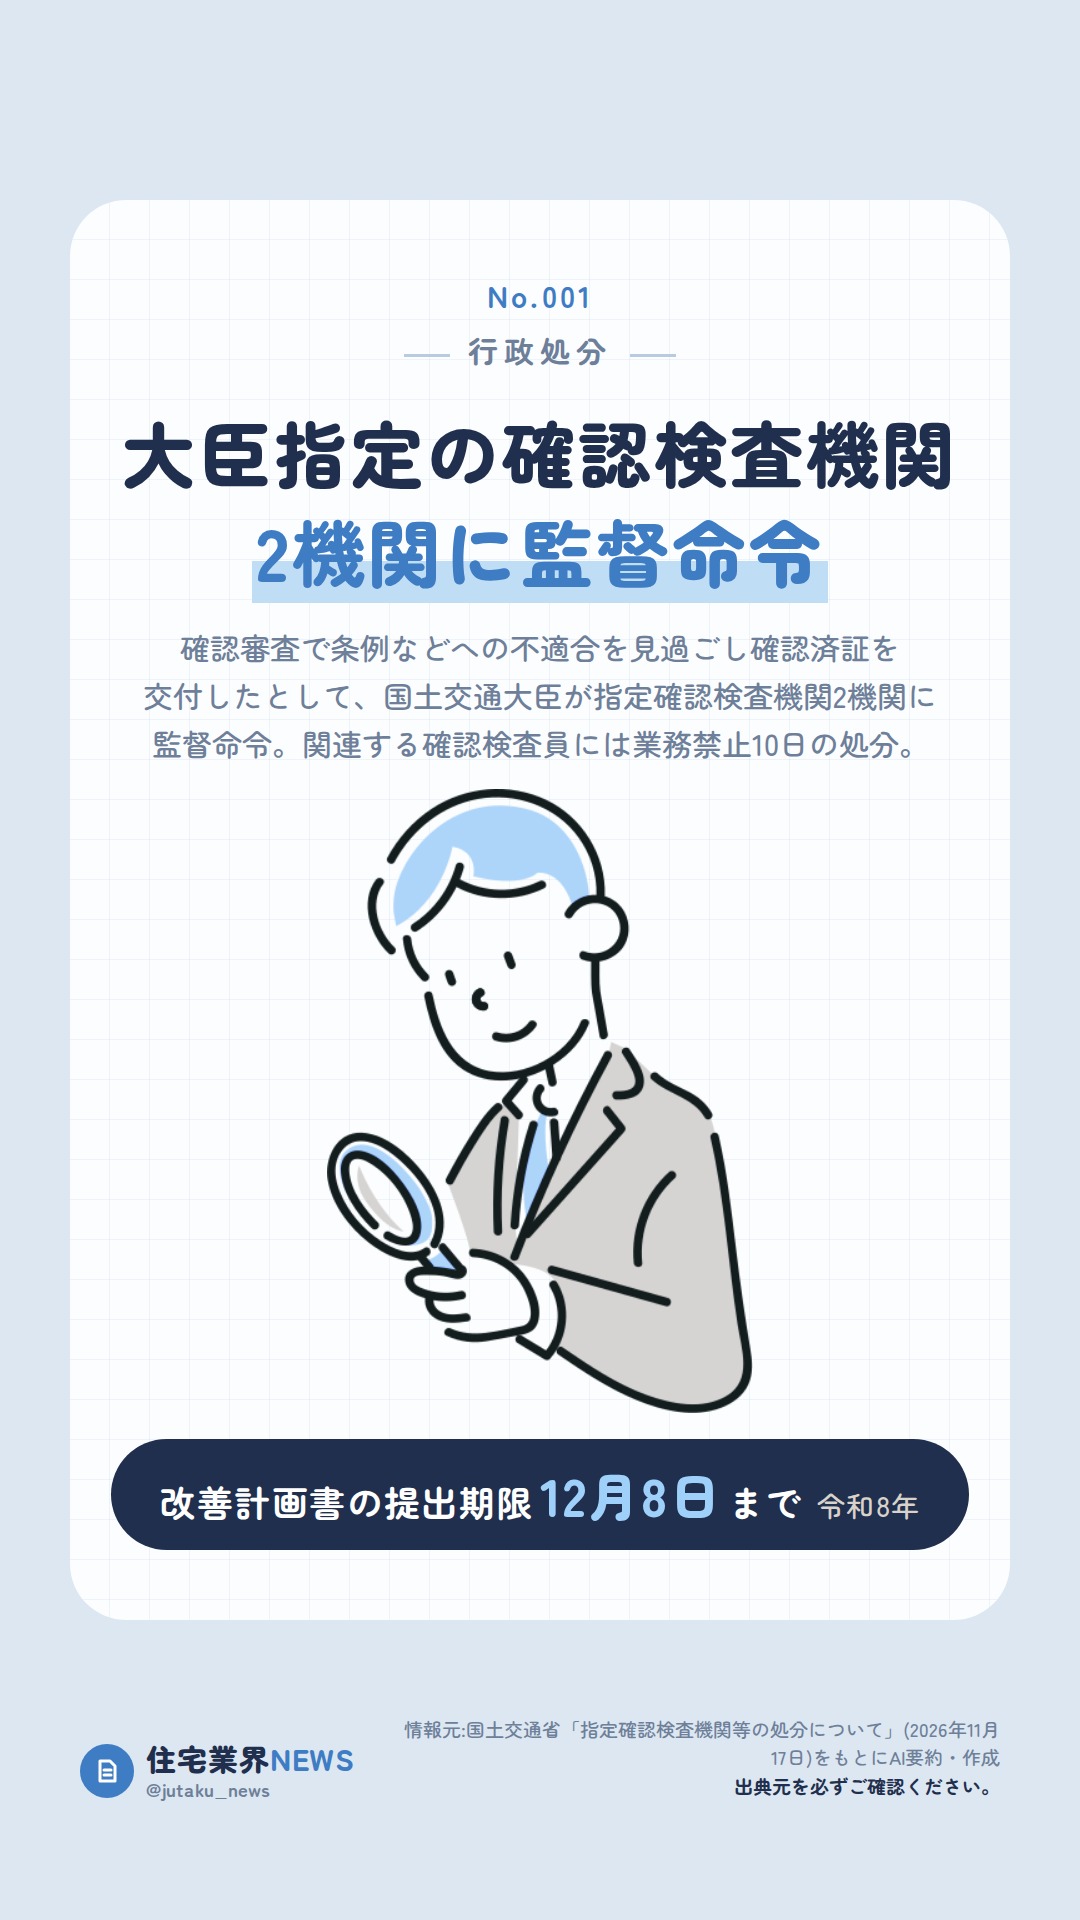 No.001
行政処分
大臣指定の確認検査機関
2機関に監督命令
確認審査で条例などへの不適合を見過ごし確認済証を
交付したとして、国土交通大臣が指定確認検査機関2機関に
監督命令。関連する確認検査員には業務禁止10日の処分。
改善計画書の提出期限 12月8日 まで 令和8年
住宅業界NEWS
@jutaku_news
情報元:国土交通省「指定確認検査機関等の処分について」(2026年11月
17日)をもとにAI要約・作成
出典元を必ずご確認ください。